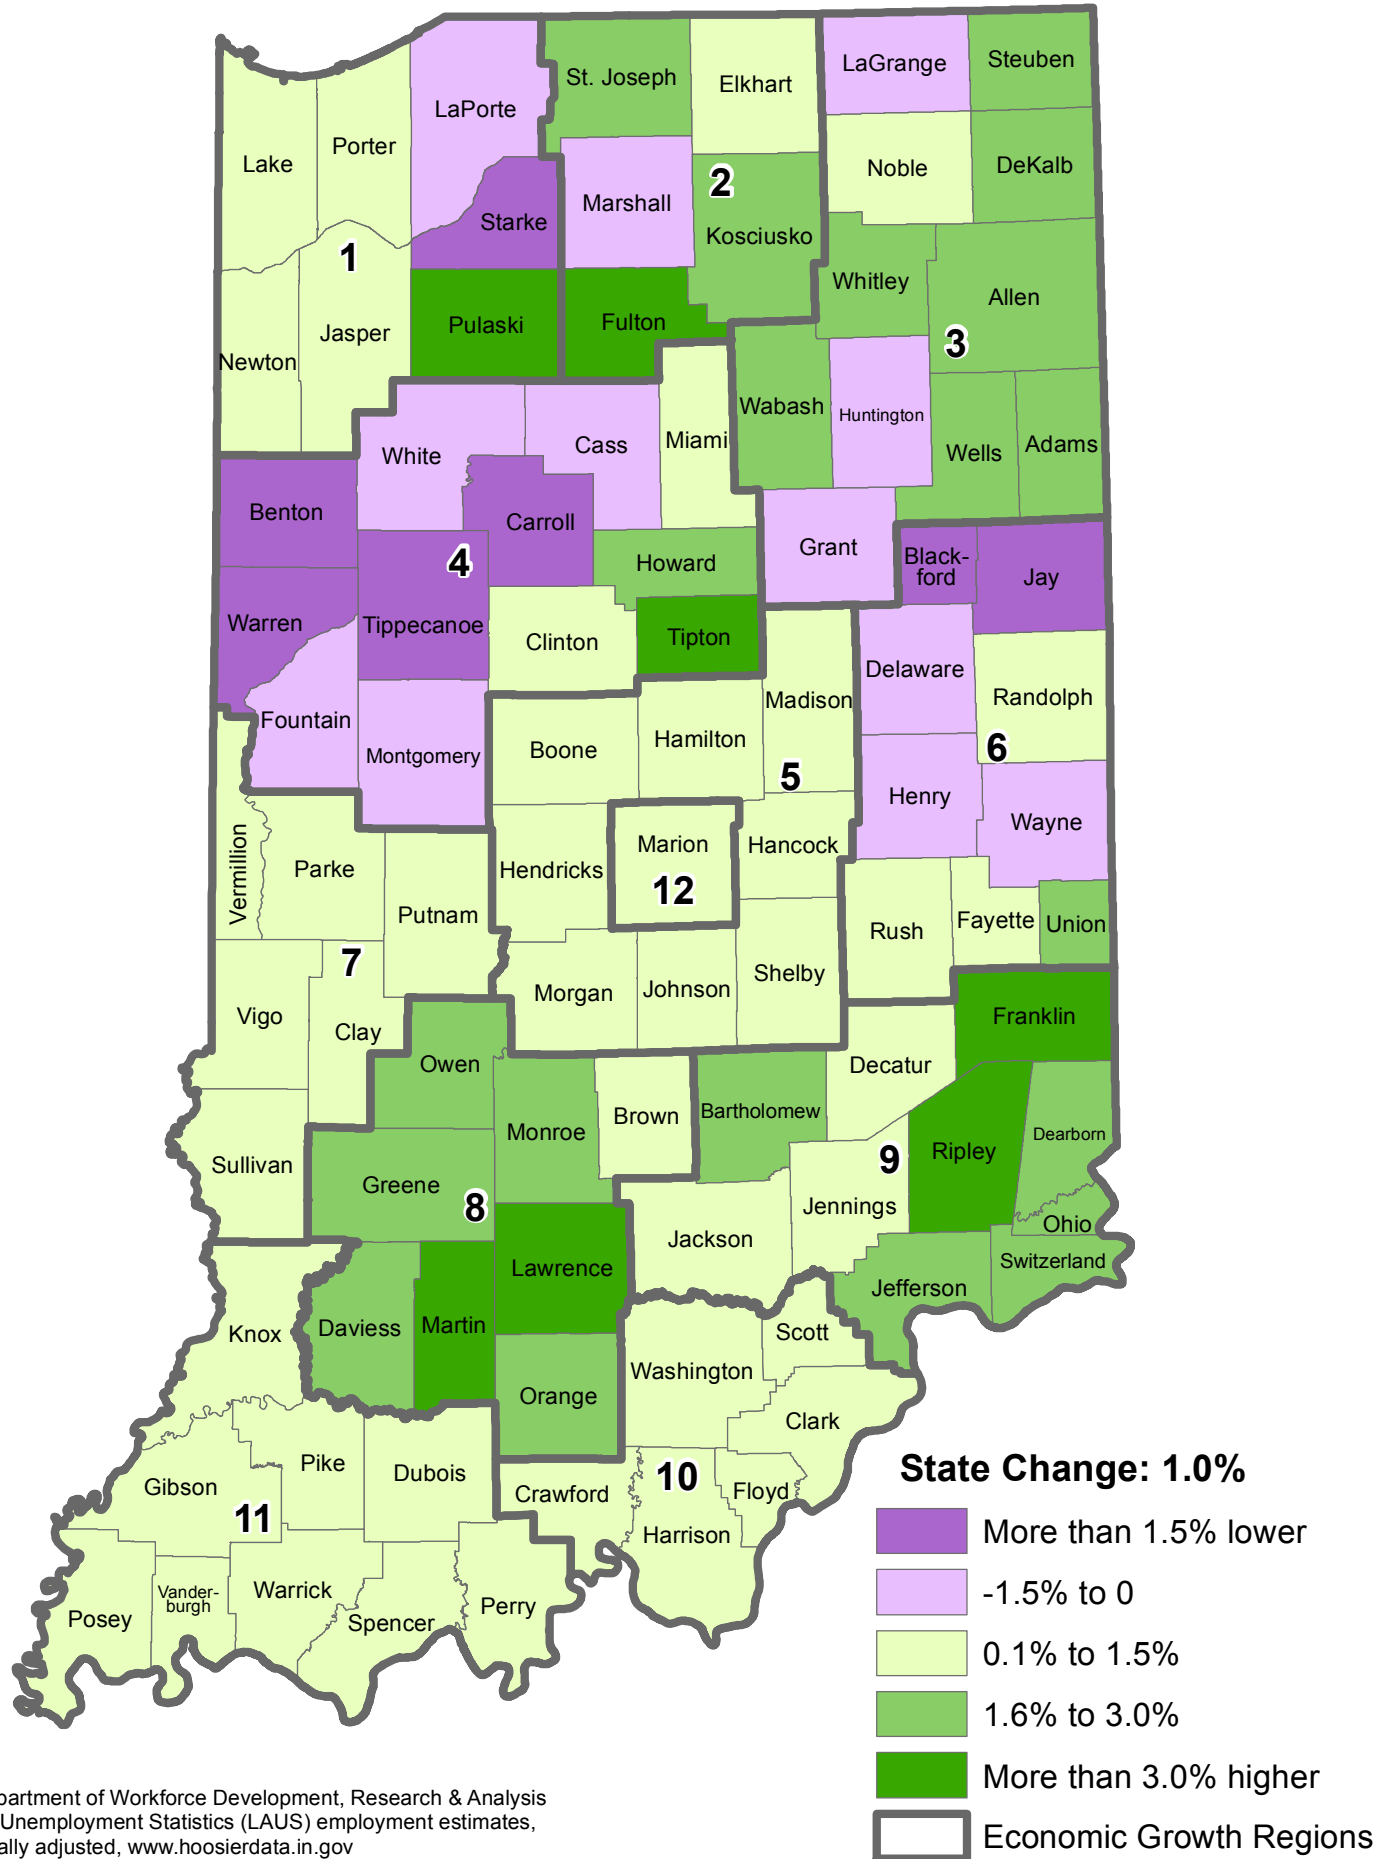 LaGrange
Steuben
St. Joseph
Elkhart
LaPorte
Porter
Lake
Noble
DeKalb
2
Marshall
Starke
Kosciusko
1
Whitley
Allen
Pulaski
Fulton
Jasper
3
Newton
Wabash
Huntington
Miami
Cass
White
Wells
Adams
Benton
Carroll
Grant
4
Howard
Black-
ford
Jay
Warren
Tippecanoe
Clinton
Tipton
Delaware
Randolph
Madison
Fountain
Boone
Hamilton
6
Montgomery
5
Henry
Wayne
Vermillion
Parke
Hendricks
Marion
12
Hancock
Putnam
Rush
Fayette
Union
7
Vigo
Clay
Morgan
Johnson
Shelby
Franklin
Owen
Decatur
Monroe
Brown
Bartholomew
Dearborn
Sullivan
Greene
8
9
Ripley
Jennings
Jackson
Ohio
Switzerland
Lawrence
Jefferson
Knox
Daviess
Martin
Scott
Washington
Orange
Clark
Gibson
Pike
Dubois
Crawford
10
Floyd
Harrison
11
Posey
Vander-
burgh
Warrick
Spencer
Perry
State Change: 1.0%
More than 1.5% lower
-1.5% to 0
0.1% to 1.5%
1.6% to 3.0%
More than 3.0% higher
Economic Growth Regions
partment of Workforce Development, Research & Analysis
Unemployment Statistics (LAUS) employment estimates,
ally adjusted, www.hoosierdata.in.gov